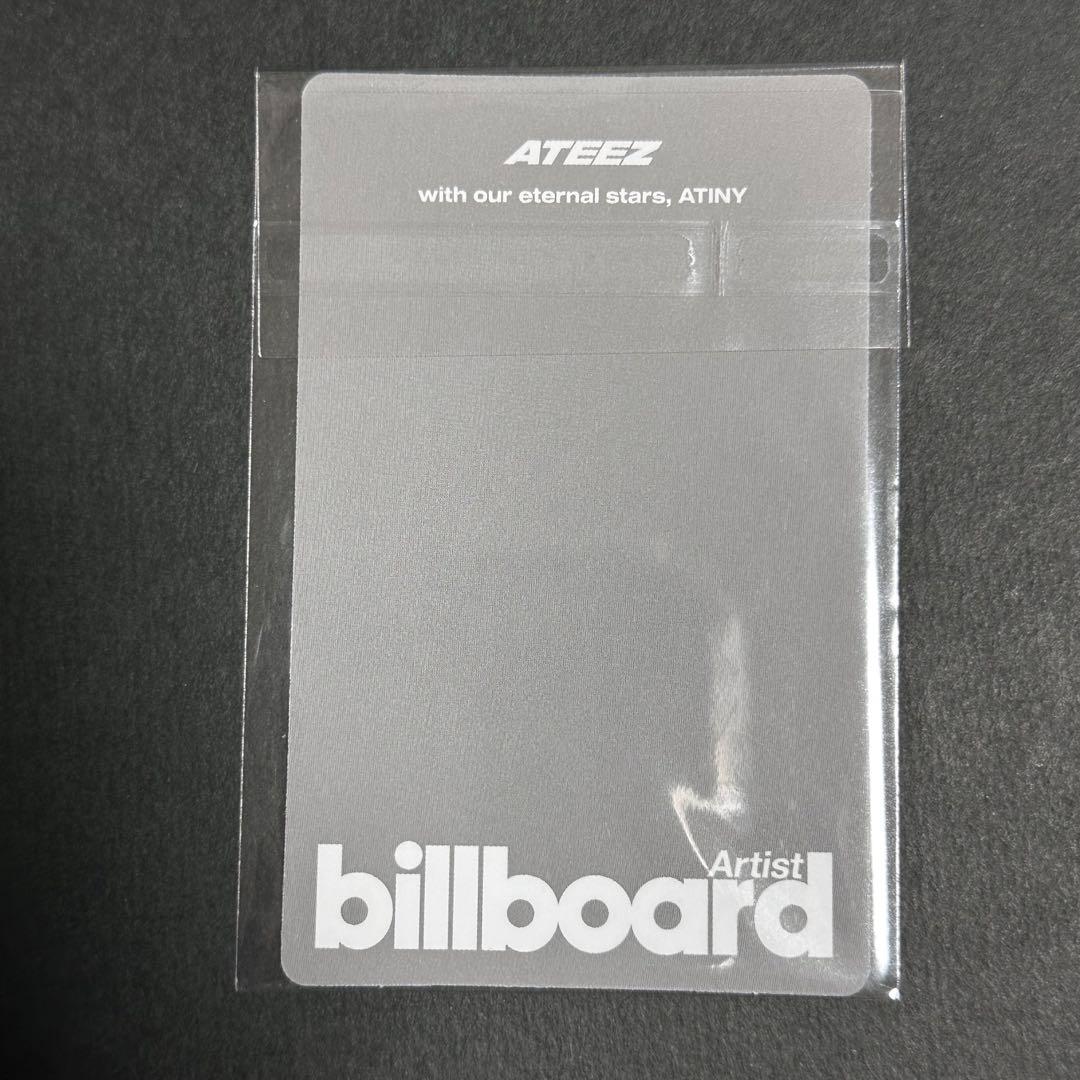 ATEEZ
with our eternal stars, ATINY
Artist
billboard